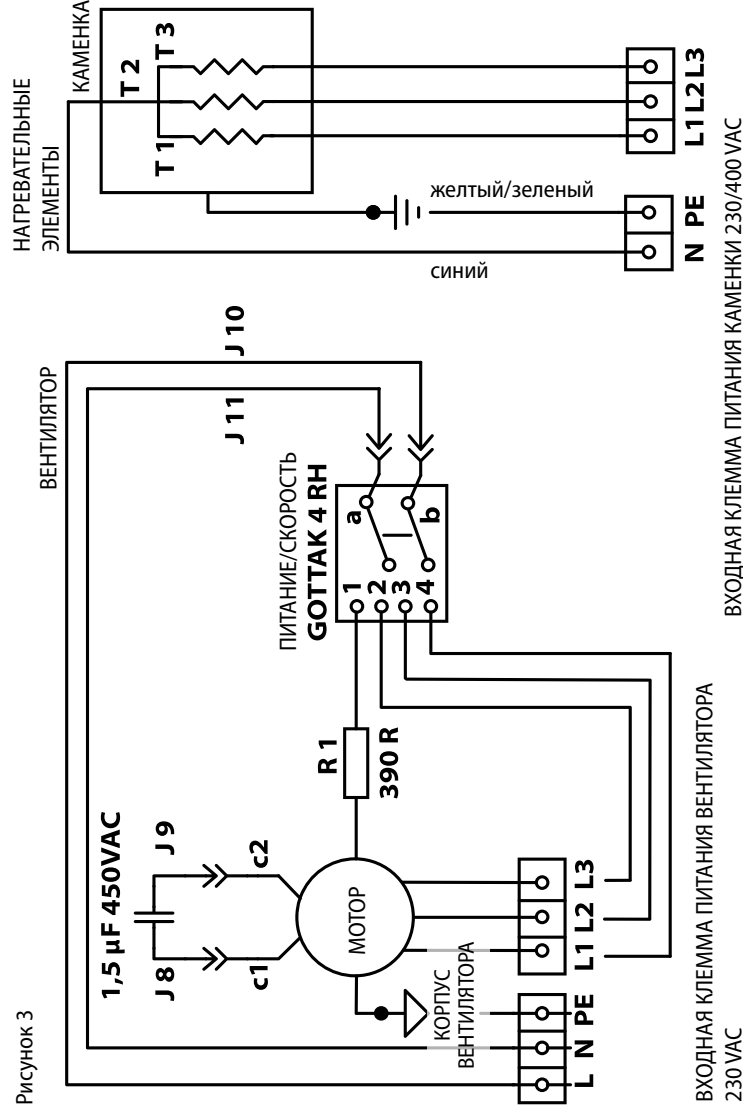 Рисунок 3
1,5 µF 450VAC
J 8
J 9
c1
c2
МОТОР
КОРПУС
ВЕНТИЛЯТОРА
R 1
390 R
ВЕНТИЛЯТОР
J 11
J 10
ПИТАНИЕ/СКОРОСТЬ
GOTTAK 4 RH
1
2
3
4
a
b
L N PE
L1 L2 L3
ВХОДНАЯ КЛЕММА ПИТАНИЯ ВЕНТИЛЯТОРА
230 VAC
НАГРЕВАТЕЛЬНЫЕ
ЭЛЕМЕНТЫ
КАМЕНКА
T 1
T 2
T 3
желтый/зеленый
синий
N PE
L1 L2 L3
ВХОДНАЯ КЛЕММА ПИТАНИЯ КАМЕНКИ 230/400 VAC